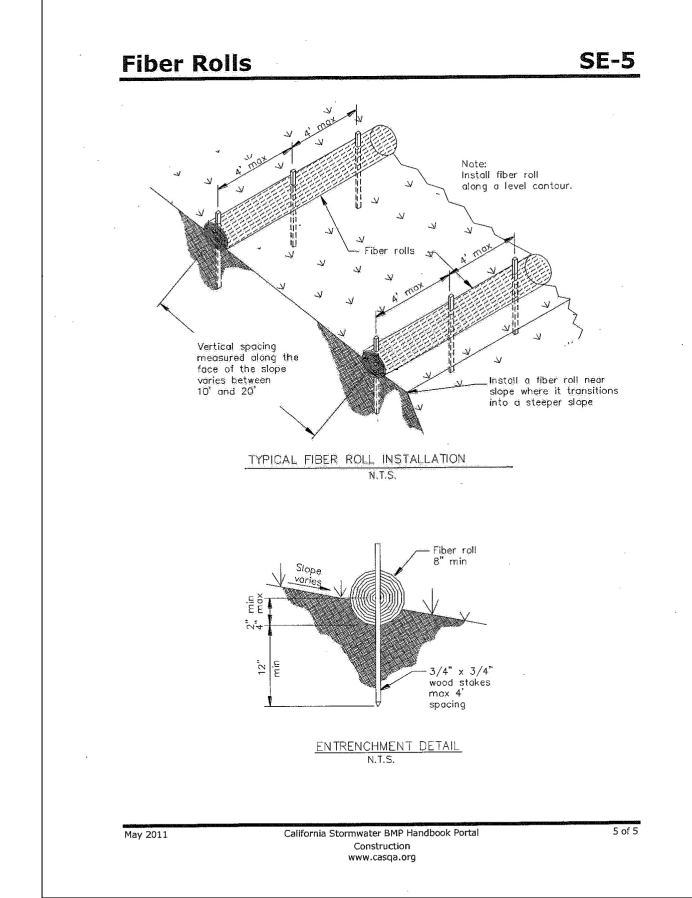 Fiber Rolls
SE-5
4' max
4' max
Note:
Install fiber roll
along a level contour.
Fiber rolls
4' max
4' max
Vertical spacing
measured along the
face of the slope
varies between
10' and 20'
Install a fiber roll near
slope where it transitions
into a steeper slope
TYPICAL FIBER ROLL INSTALLATION
N.T.S.
Fiber roll
8" min
Slope
varies
2" min
4" max
12"
min
3/4" x 3/4"
wood stakes
max 4'
spacing
ENTRENCHMENT DETAIL
N.T.S.
May 2011
California Stormwater BMP Handbook Portal
5 of 5
Construction
www.casqa.org